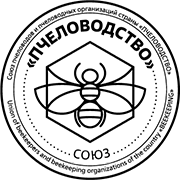 Союз пчеловодов и пчеловодных организаций страны «ПЧЕЛОВОДСТВО»
«ПЧЕЛОВОДСТВО»
СОЮЗ
Union of beekeepers and beekeeping organizations of the country «BEEKEEPING»